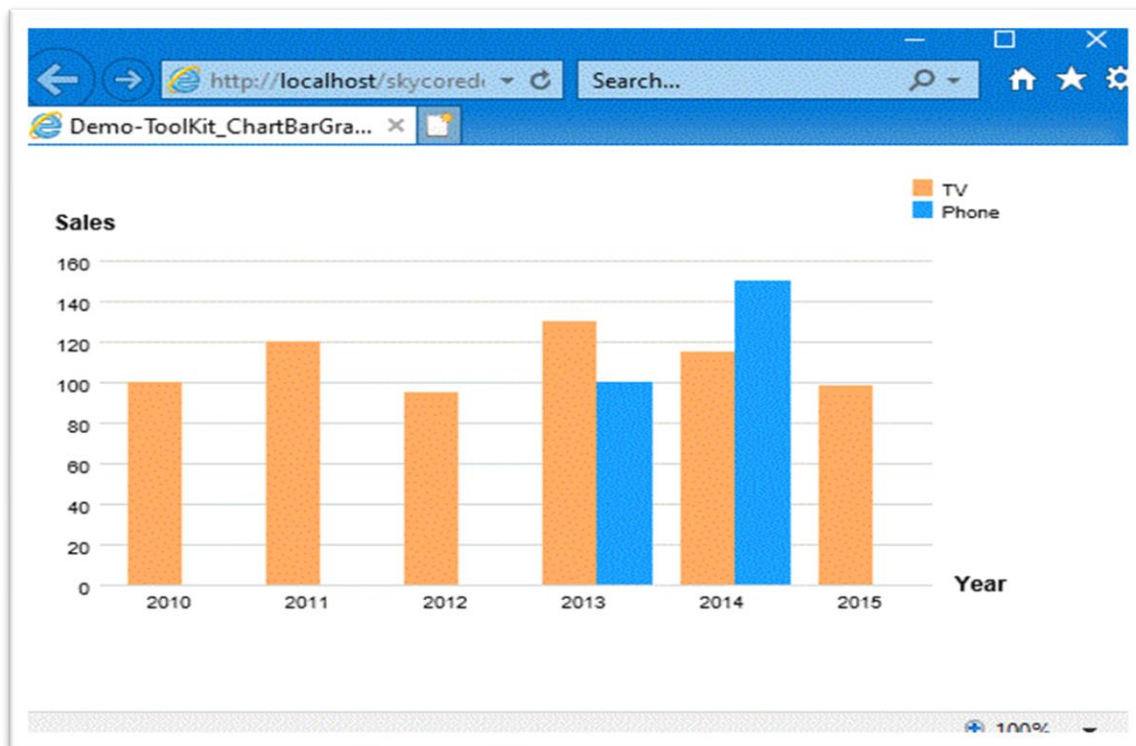 http://localhost/skycored
Search...
Demo-ToolKit_ChartBarGra...
TV
Phone
Sales
160
140
120
100
80
60
40
20
0
2010 2011 2012 2013 2014 2015
Year
100%